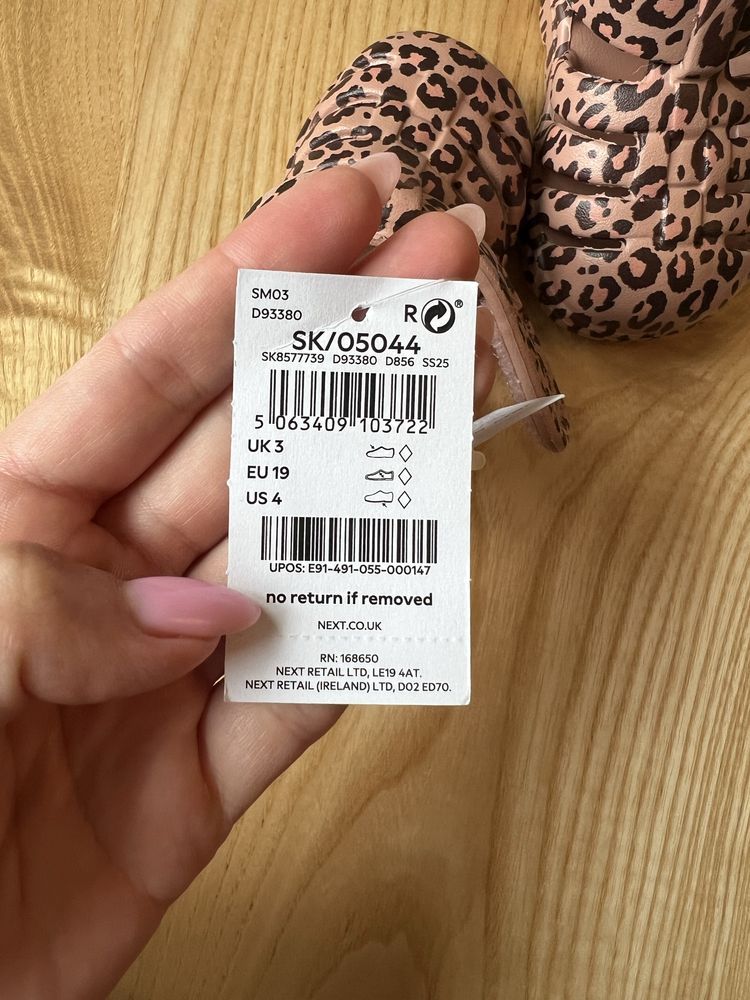 SM03
D93380
R ®
SK/05044
SK8577739 D93380 D856 SS25
5 063409 103722
UK 3
EU 19
US 4
UPOS: E91-491-055-000147
no return if removed
NEXT.CO.UK
RN: 168650
NEXT RETAIL LTD, LE19 4AT.
NEXT RETAIL (IRELAND) LTD, D02 ED70.